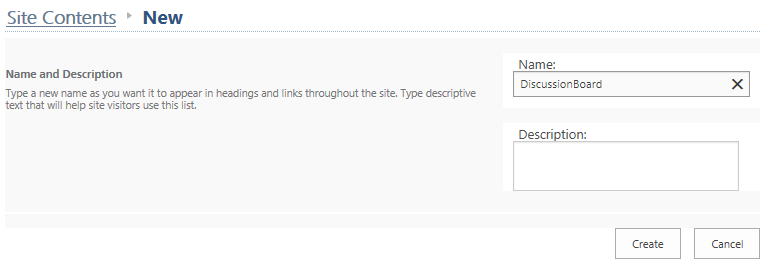 Site Contents ▸ New
Name and Description
Type a new name as you want it to appear in headings and links throughout the site. Type descriptive
text that will help site visitors use this list.
Name:
DiscussionBoard
Description:
Create Cancel